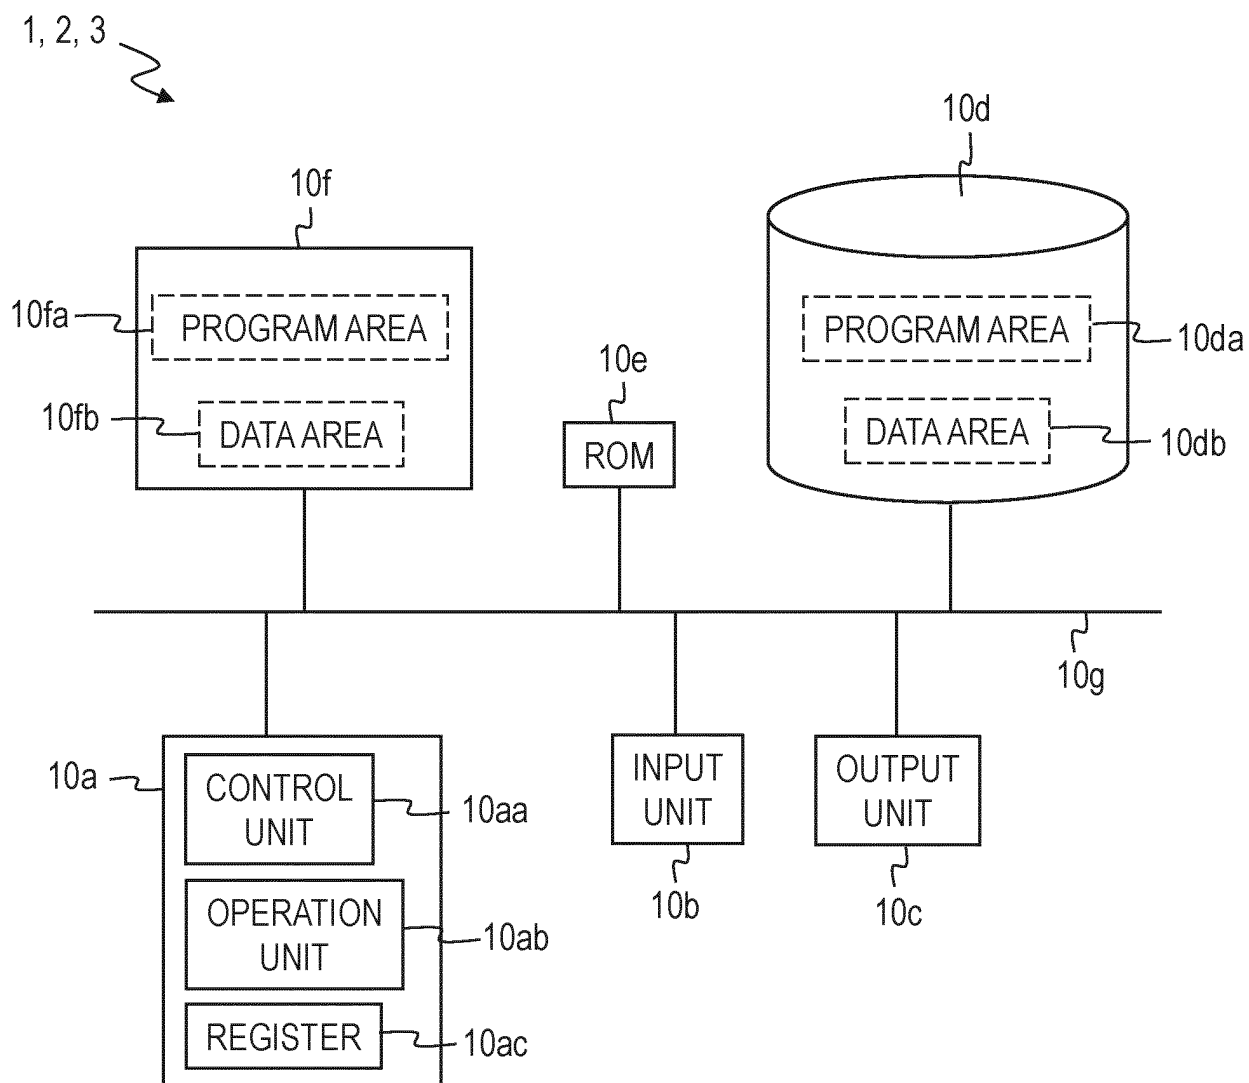 1, 2, 3
10d
10f
10fa
PROGRAM AREA
PROGRAM AREA
10da
10e
10fb
DATA AREA
DATA AREA
10db
ROM
10g
10a
CONTROL
UNIT
10aa
INPUT
UNIT
OUTPUT
UNIT
10b
10c
OPERATION
UNIT
10ab
REGISTER
10ac